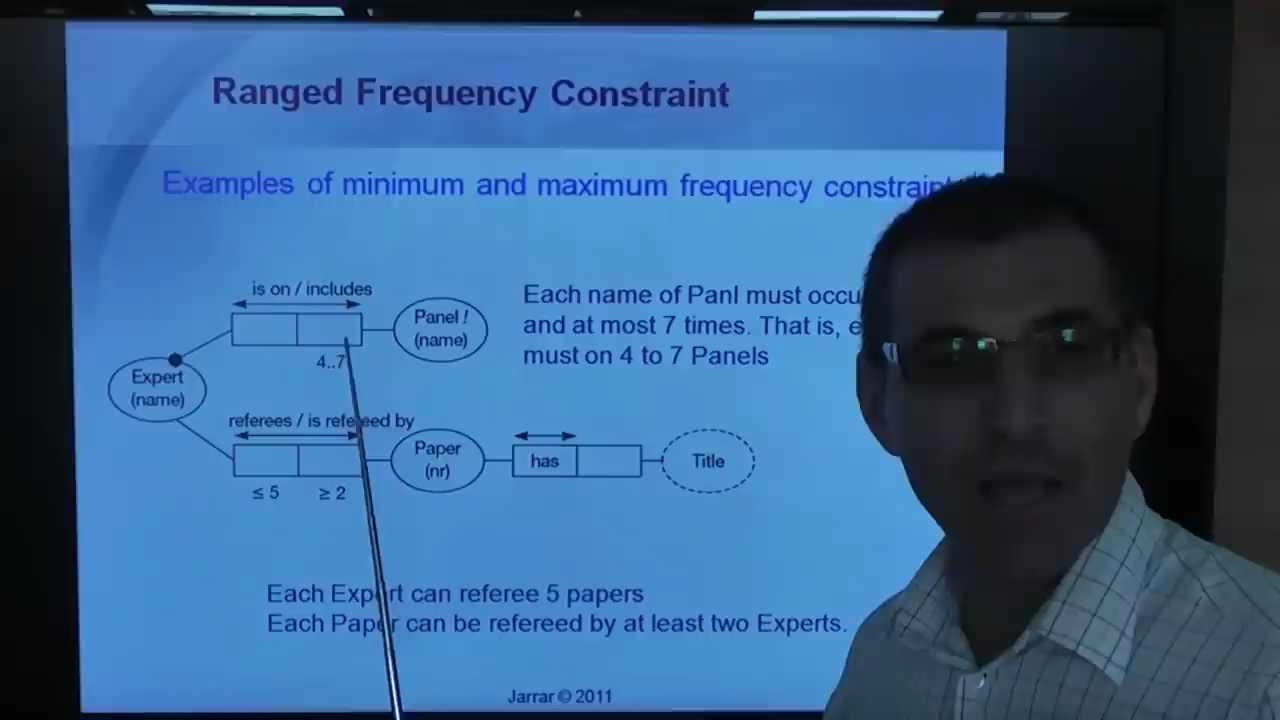 Ranged Frequency Constraint
Examples of minimum and maximum frequency
is on / includes
Each name of Panl must
Panel !
(name)
and at most 7 times. That is,
must on 4 to 7 Panels
4..7
Expert
(name)
referees / is refereed by
Paper
(nr)
has
Title
≤ 5
≥ 2
Each Expert can referee 5 papers
Each Paper can be refereed by at least two Experts.
Jarrar © 2011